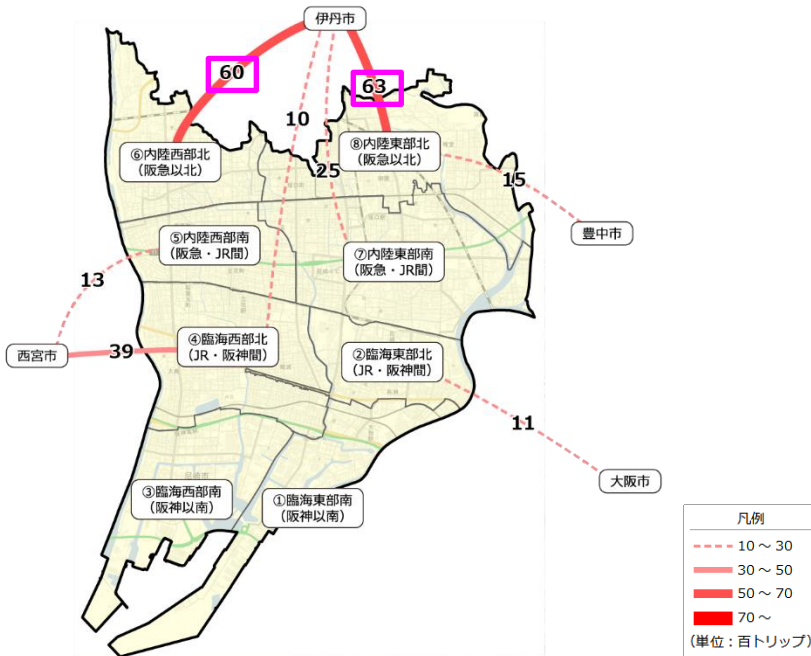 伊丹市
60
63
10
⑥内陸西部北
(阪急以北)
⑧内陸東部北
(阪急以北)
25
15
豊中市
⑤内陸西部南
(阪急・JR間)
⑦内陸東部南
(阪急・JR間)
13
西宮市
39
④臨海西部北
(JR・阪神間)
②臨海東部北
(JR・阪神間)
11
大阪市
尼崎市
③臨海西部南
(阪神以南)
①臨海東部南
(阪神以南)
凡例
10～30
30～50
50～70
70～
(単位：百トリップ)